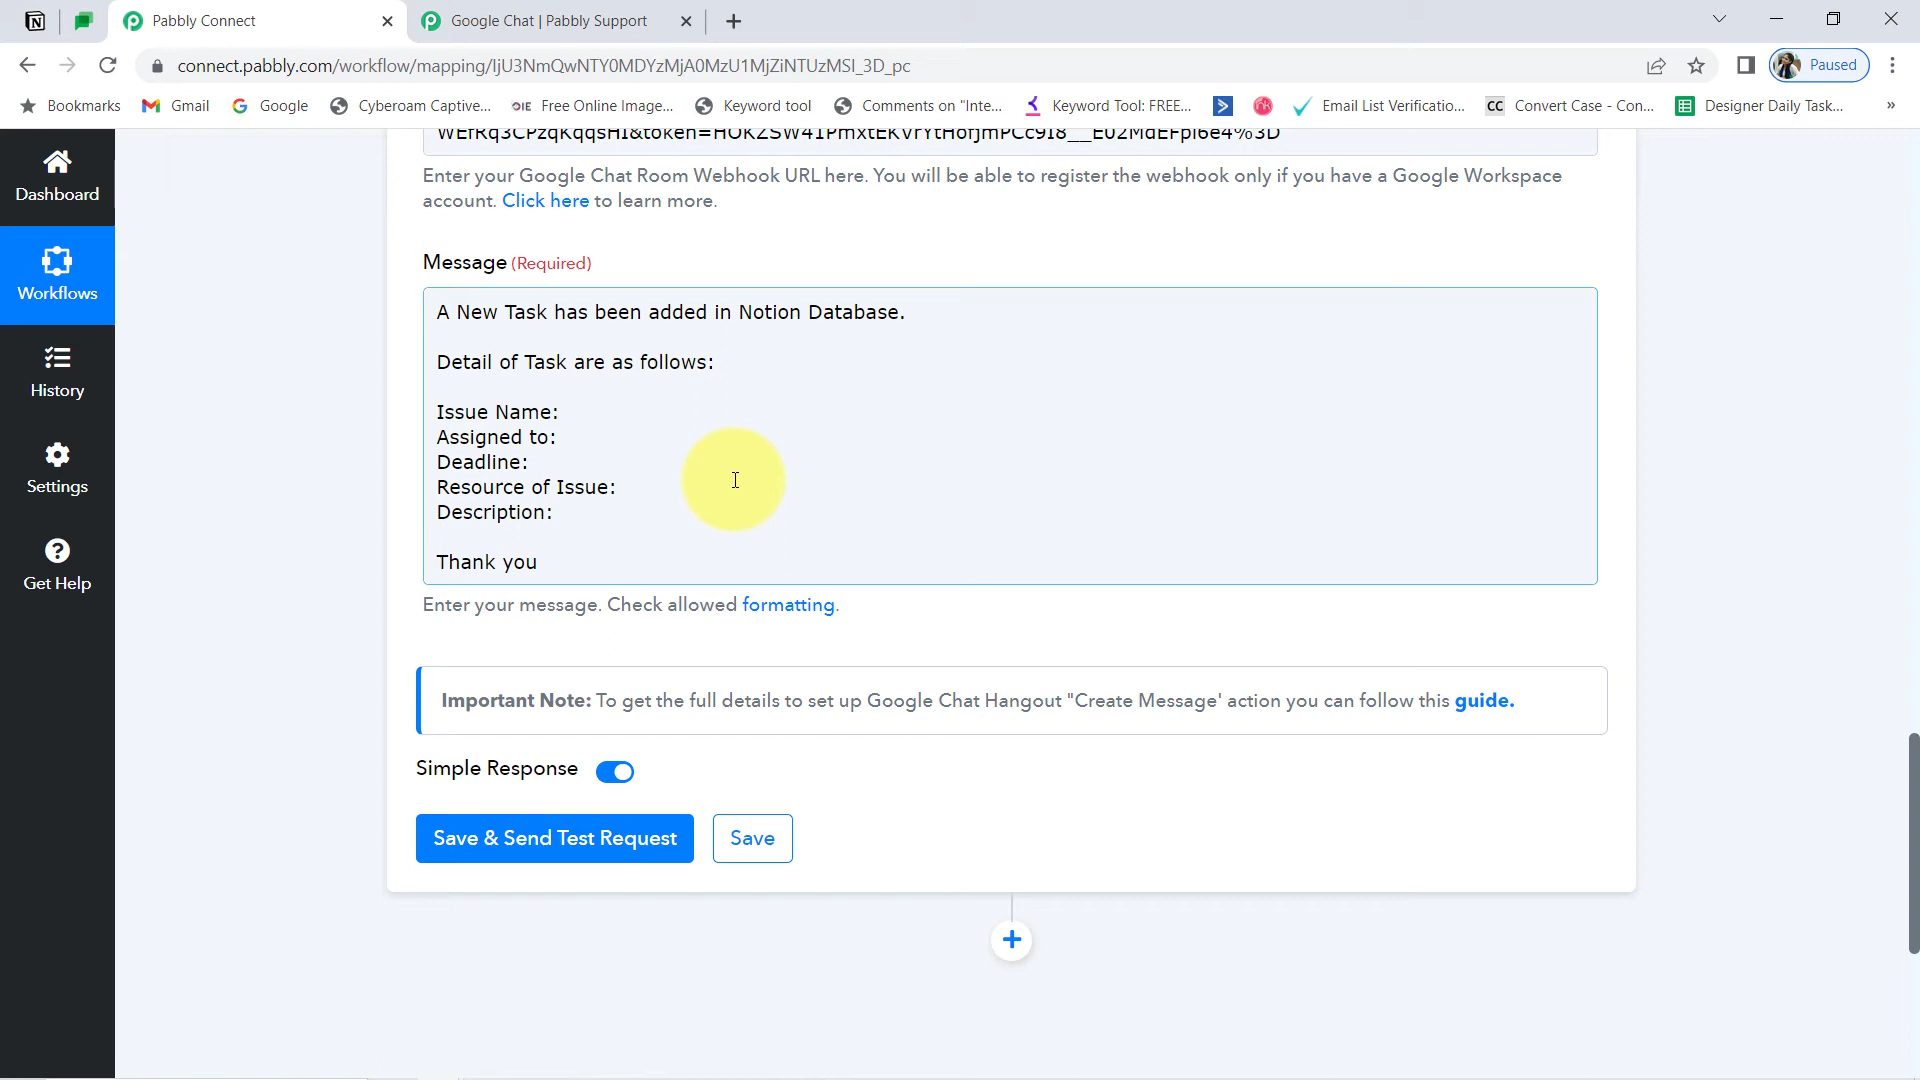 Pabbly Connect
Google Chat | Pabbly Support
connect.pabbly.com/workflow/mapping/IjU3NmQwNTY0MDYzMjA0MzU1MjZiNTUzMSI_3D_pc
Paused
Bookmarks
Gmail
Google
Cyberoam Captive...
Free Online Image...
Keyword tool
Comments on "Inte...
Keyword Tool: FREE...
Email List Verificatio...
Convert Case - Con...
Designer Daily Task...
»
Dashboard
Workflows
History
Settings
Get Help
Enter your Google Chat Room Webhook URL here. You will be able to register the webhook only if you have a Google Workspace
account. Click here to learn more.
Message (Required)
A New Task has been added in Notion Database.
Detail of Task are as follows:
Issue Name:
Assigned to:
Deadline:
Resource of Issue:
Description:
Thank you
Enter your message. Check allowed formatting.
Important Note: To get the full details to set up Google Chat Hangout "Create Message' action you can follow this guide.
Simple Response
Save & Send Test Request
Save